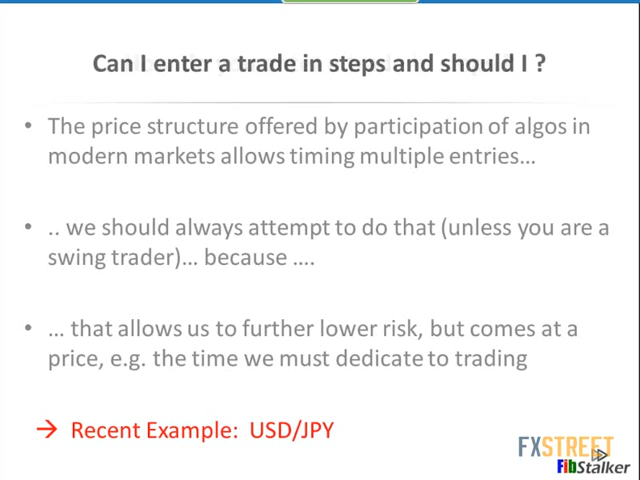 Can I enter a trade in steps and should I ?
• The price structure offered by participation of algos in
modern markets allows timing multiple entries…
• .. we should always attempt to do that (unless you are a
swing trader)… because ….
• … that allows us to further lower risk, but comes at a
price, e.g. the time we must dedicate to trading
→ Recent Example: USD/JPY
FXSTREET
FibStalker